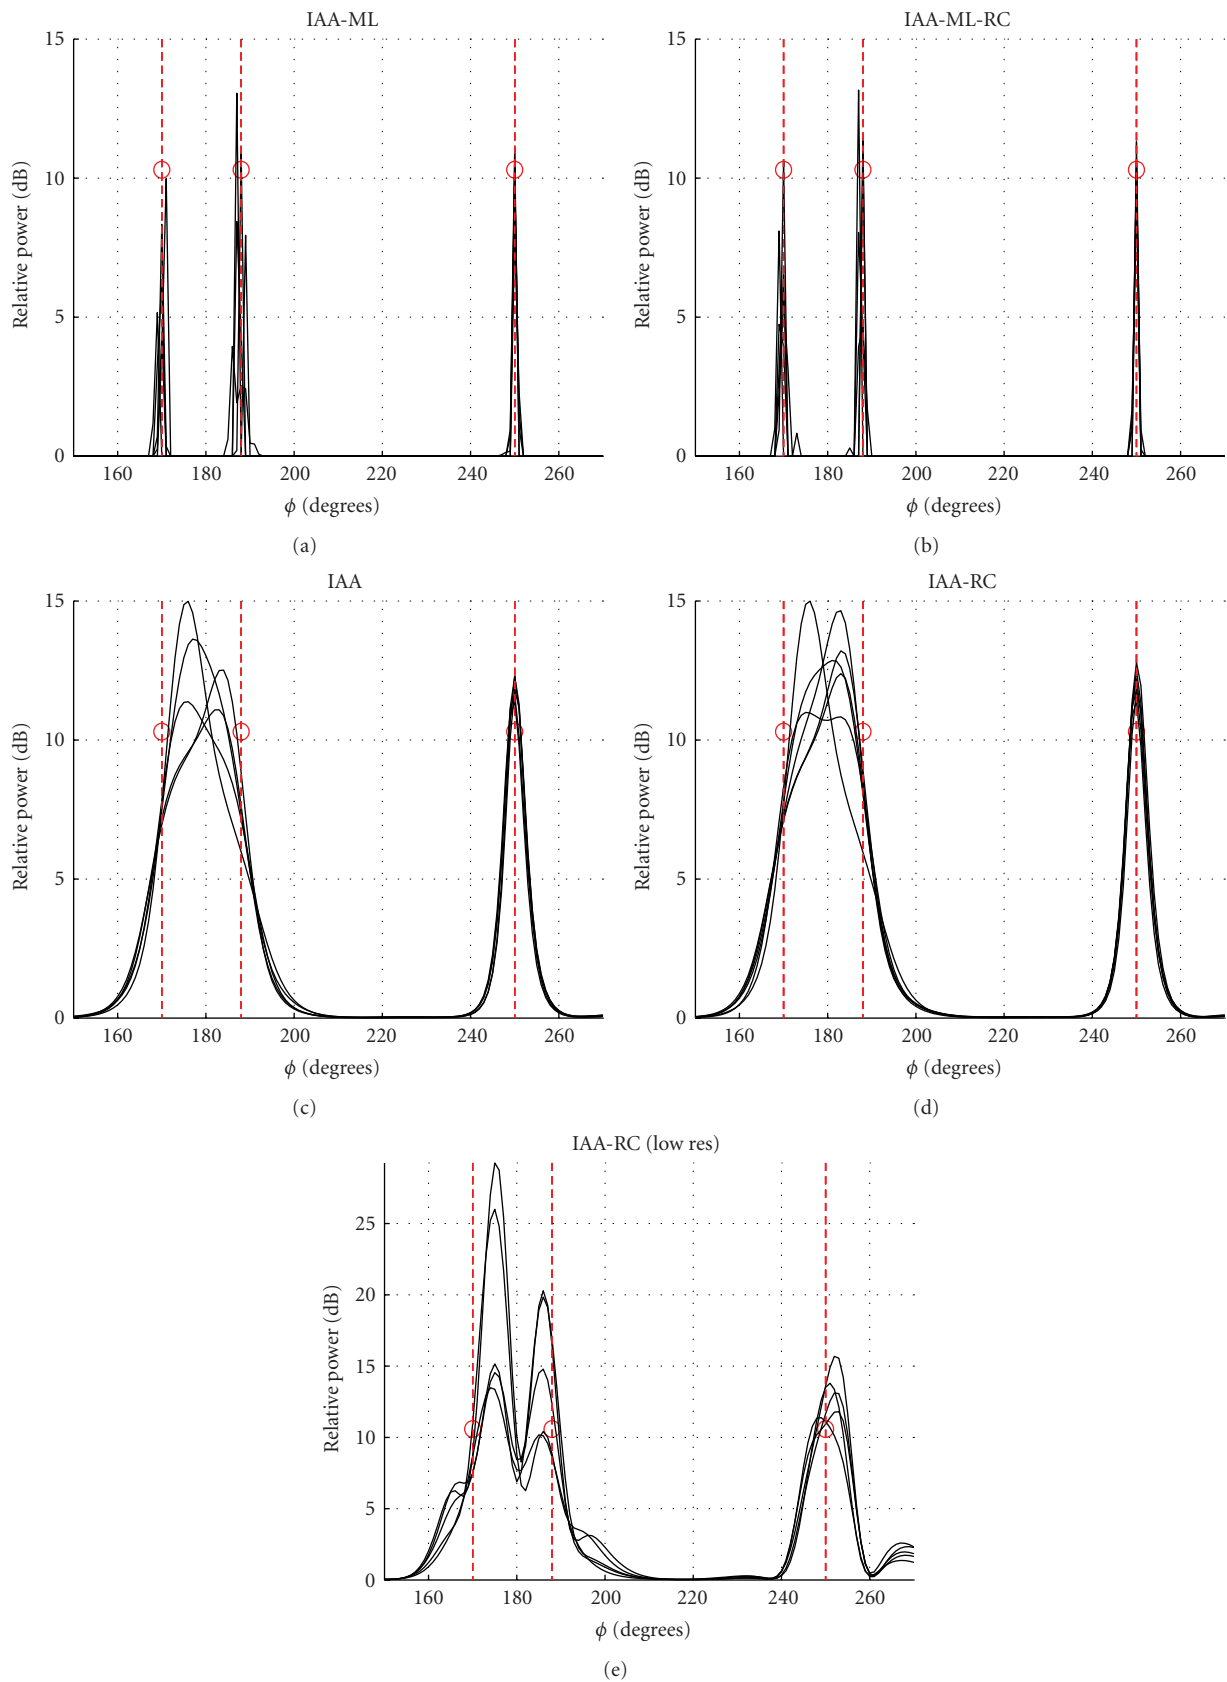 IAA-ML
15
10
5
0
Relative power (dB)
160 180 200 220 240 260
ϕ (degrees)
(a)
IAA-ML-RC
15
10
5
0
Relative power (dB)
160 180 200 220 240 260
ϕ (degrees)
(b)
IAA
15
10
5
0
Relative power (dB)
160 180 200 220 240 260
ϕ (degrees)
(c)
IAA-RC
15
10
5
0
Relative power (dB)
160 180 200 220 240 260
ϕ (degrees)
(d)
IAA-RC (low res)
25
20
15
10
5
0
Relative power (dB)
160 180 200 220 240 260
ϕ (degrees)
(e)